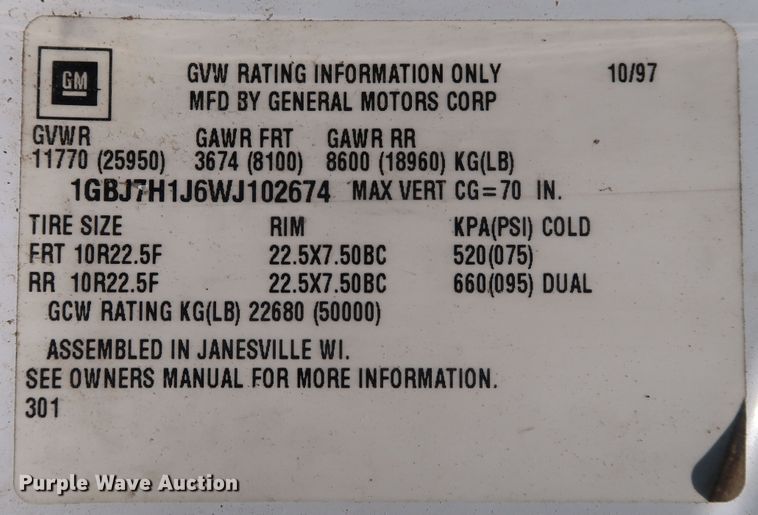 GM GVW RATING INFORMATION ONLY 10/97
MFD BY GENERAL MOTORS CORP
GVWR GAWR FRT GAWR RR
11770 (25950) 3674 (8100) 8600 (18960) KG(LB)
1GBJ7H1J6WJ102674 MAX VERT CG=70 IN.
TIRE SIZE RIM KPA(PSI) COLD
FRT 10R22.5F 22.5X7.50BC 520(075)
RR 10R22.5F 22.5X7.50BC 660(095) DUAL
GCW RATING KG(LB) 22680 (50000)
ASSEMBLED IN JANESVILLE WI.
SEE OWNERS MANUAL FOR MORE INFORMATION.
301
Purple Wave Auction